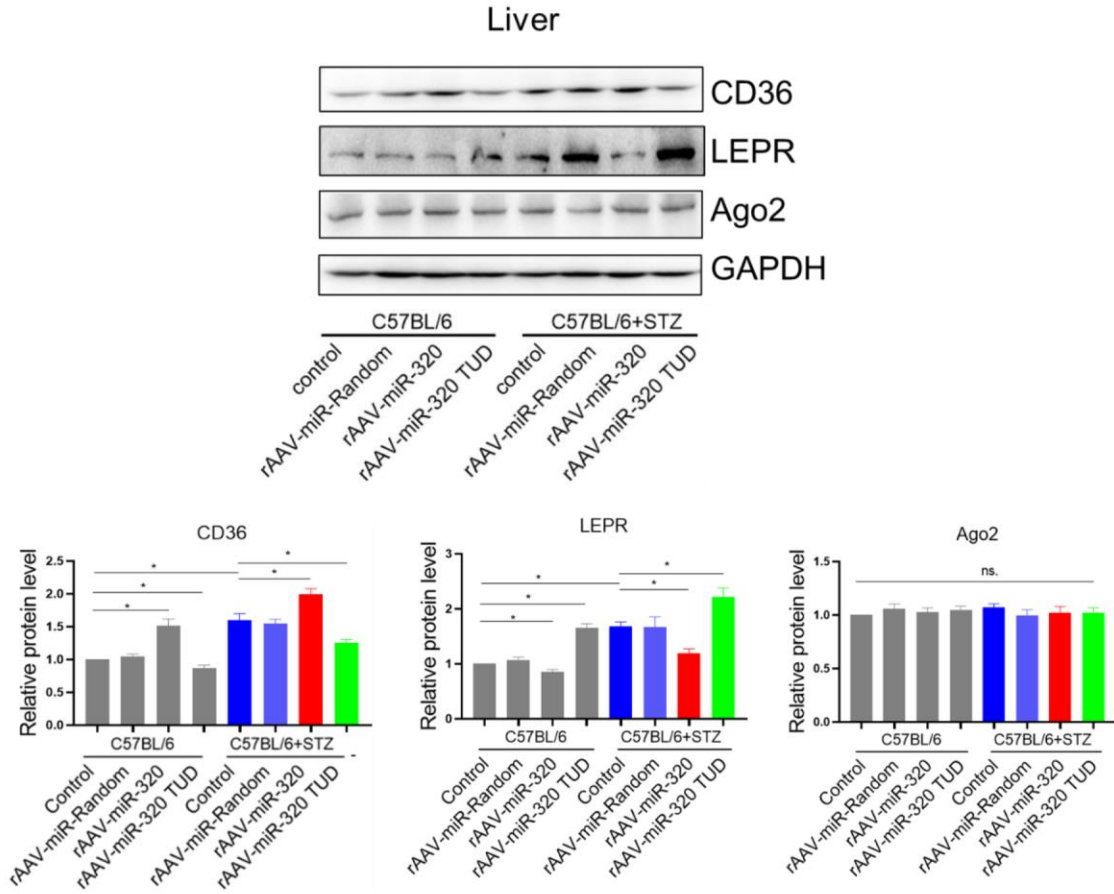 Liver
CD36
LEPR
Ago2
GAPDH
C57BL/6 C57BL/6+STZ
control
rAAV-miR-Random
rAAV-miR-320
rAAV-miR-320 TUD
control
rAAV-miR-Random
rAAV-miR-320
rAAV-miR-320 TUD
CD36
Relative protein level
2.5
2.0
1.5
1.0
0.5
0.0
*
*
*
*
*
C57BL/6 C57BL/6+STZ -
Control
rAAV-miR-Random
rAAV-miR-320
rAAV-miR-320 TUD
Control
rAAV-miR-Random
rAAV-miR-320
rAAV-miR-320 TUD
LEPR
Relative protein level
3
2
1
0
*
*
*
*
*
C57BL/6 C57BL/6+STZ
Control
rAAV-miR-Random
rAAV-miR-320
rAAV-miR-320 TUD
Control
rAAV-miR-Random
rAAV-miR-320
rAAV-miR-320 TUD
Ago2
Relative protein level
1.5
1.0
0.5
0.0
ns.
C57BL/6 C57BL/6+STZ
Control
rAAV-miR-Random
rAAV-miR-320
rAAV-miR-320 TUD
Control
rAAV-miR-Random
rAAV-miR-320
rAAV-miR-320 TUD